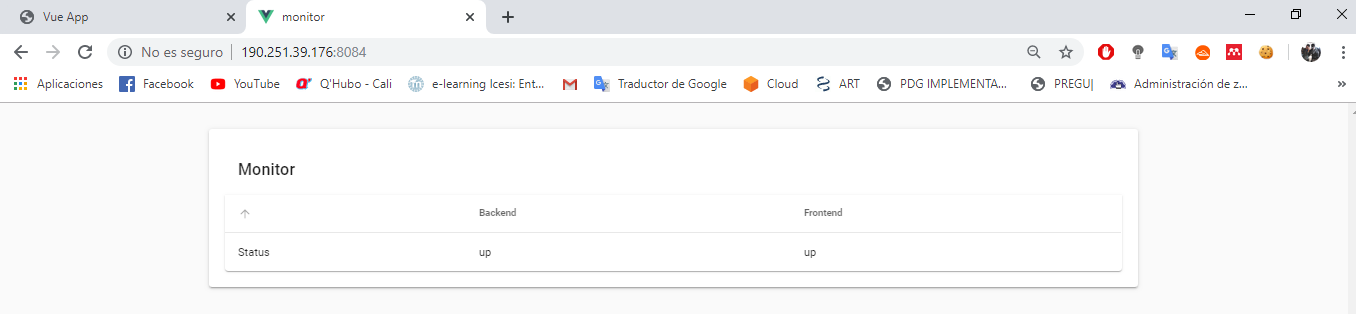 Vue App
monitor
No es seguro 190.251.39.176:8084
Aplicaciones Facebook YouTube Q'Hubo - Cali e-learning Icesi: Ent... Traductor de Google Cloud ART PDG IMPLEMENTA... PREGU| Administración de z... »
Monitor
Backend Frontend
Status up up